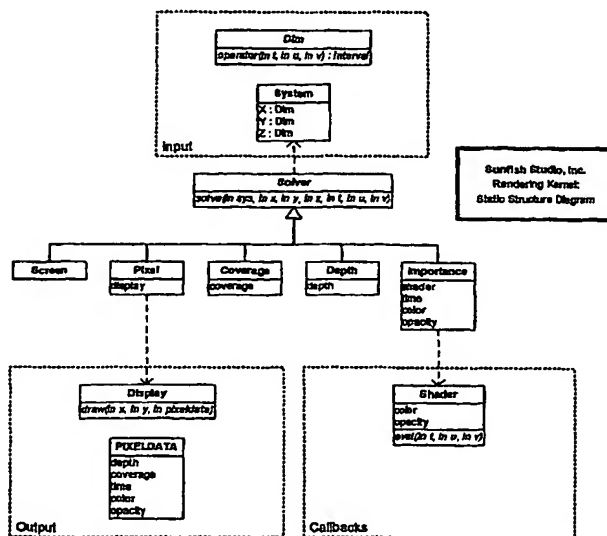 Dim
operator(in t, in u, in v) : Interval
System
X : Dim
Y : Dim
Z : Dim
Input
Solver
solve(in sys, in x, in y, in z, in t, in u, in v)
Sunfish Studio, Inc.
Rendering Kernel:
Static Structure Diagram
Screen
Pixel
display
Coverage
coverage
Depth
depth
Importance
shader
time
color
opacity
Display
draw(in x, in y, in pixeldata)
PIXELDATA
depth
coverage
time
color
opacity
Output
Shader
color
opacity
eval(in t, in u, in v)
Callbacks